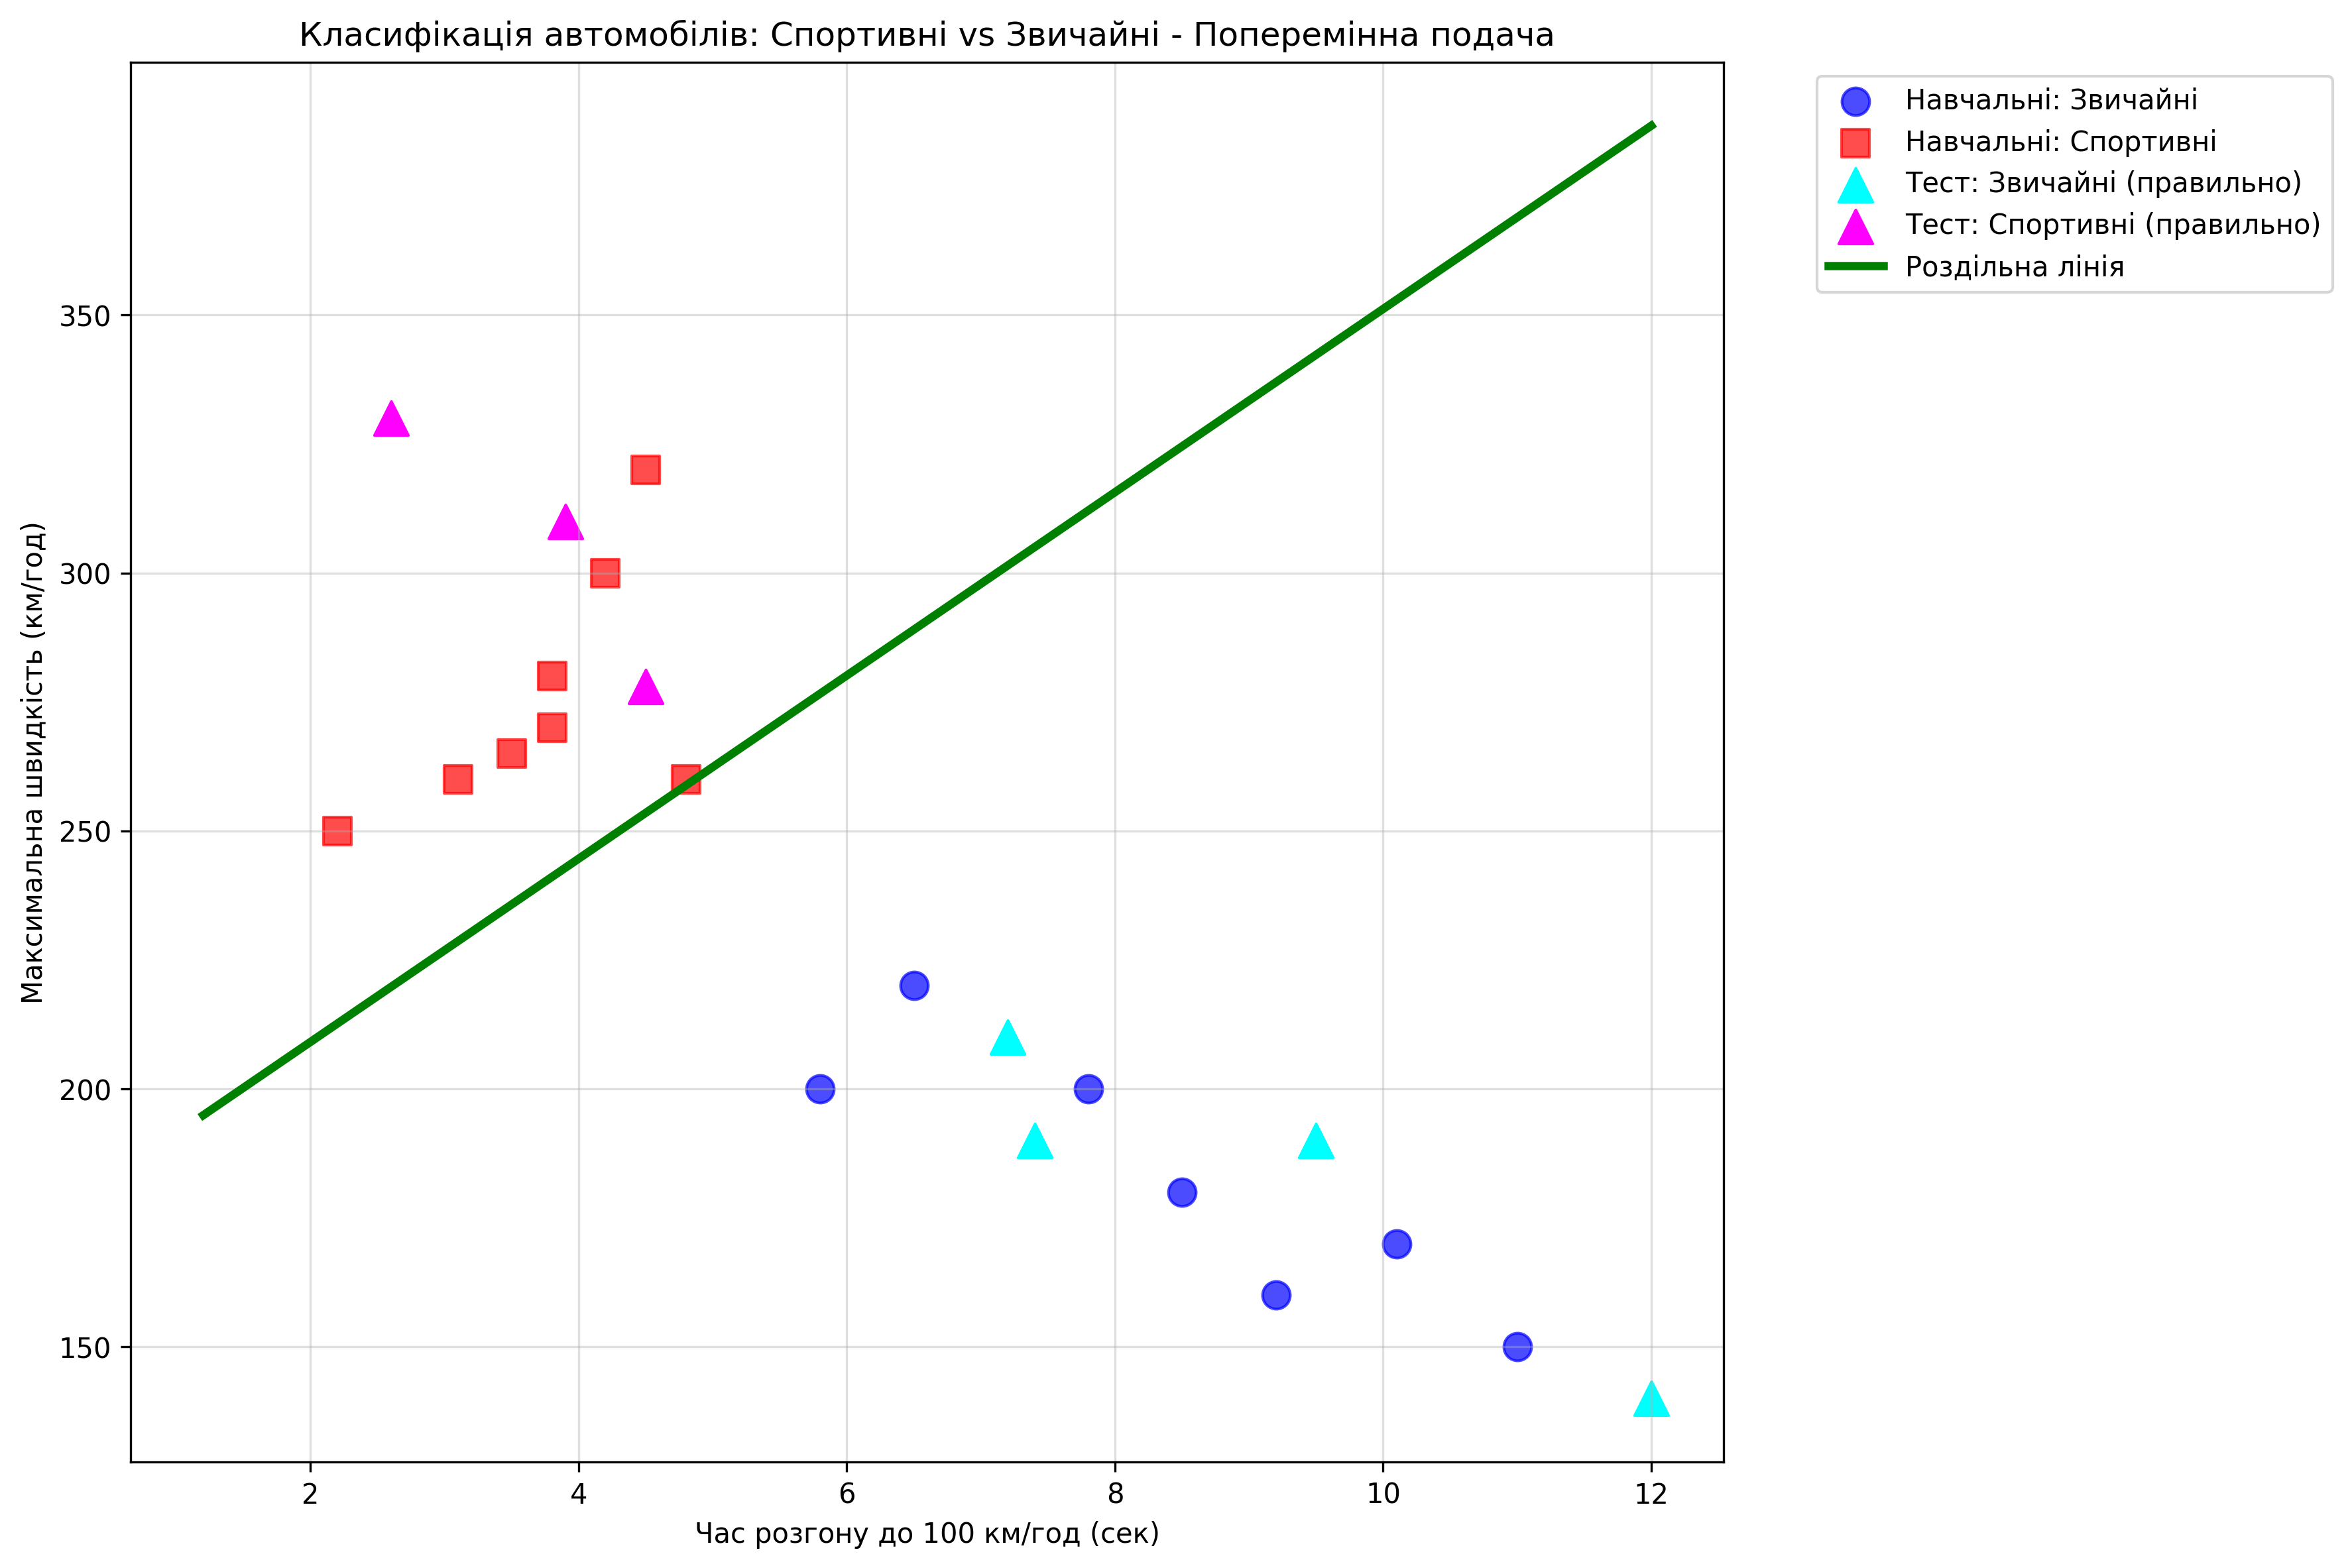 Класифікація автомобілів: Спортивні vs Звичайні - Поперемінна подача
Навчальні: Звичайні
Навчальні: Спортивні
Тест: Звичайні (правильно)
Тест: Спортивні (правильно)
Роздільна лінія
Максимальна швидкість (км/год)
350
300
250
200
150
2 4 6 8 10 12
Час розгону до 100 км/год (сек)